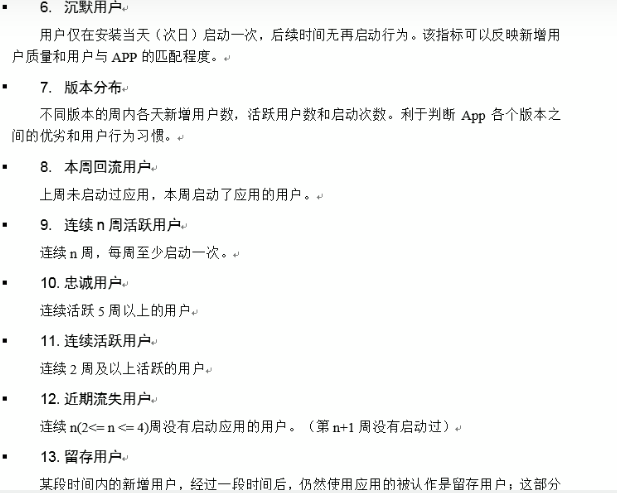 6. 沉默用户
用户仅在安装当天（次日）启动一次，后续时间无再启动行为。该指标可以反映新增用
户质量和用户与 APP 的匹配程度。
7. 版本分布
不同版本的周内各天新增用户数，活跃用户数和启动次数。利于判断 App 各个版本之
间的优劣和用户行为习惯。
8. 本周回流用户
上周未启动过应用，本周启动了应用的用户。
9. 连续 n 周活跃用户
连续 n 周，每周至少启动一次。
10. 忠诚用户
连续活跃 5 周以上的用户
11. 连续活跃用户
连续 2 周及以上活跃的用户
12. 近期流失用户
连续 n(2<= n <= 4)周没有启动应用的用户。（第 n+1 周没有启动过）
13. 留存用户
某段时间内的新增用户，经过一段时间后，仍然使用应用的被认作是留存用户；这部分